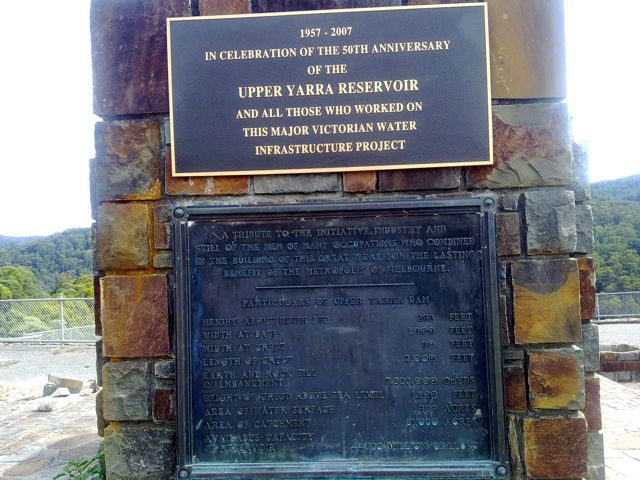 1957 - 2007
IN CELEBRATION OF THE 50TH ANNIVERSARY
OF THE
UPPER YARRA RESERVOIR
AND ALL THOSE WHO WORKED ON
THIS MAJOR VICTORIAN WATER
INFRASTRUCTURE PROJECT
A TRIBUTE TO THE INITIATIVE, INDUSTRY AND
SKILL OF THE MEN OF MANY OCCUPATIONS WHO COMBINED
IN THE BUILDING OF THIS GREAT WORK FOR THE LASTING
BENEFIT OF THE METROPOLIS OF MELBOURNE.
PARTICULARS OF UPPER YARRA DAM
HEIGHT ABOVE RIVER BED FEET
WIDTH AT BASE FEET
WIDTH AT CREST FEET
LENGTH OF CREST 2,000 FEET
EARTH AND ROCK FILL
IN EMBANKMENT C.YDS
HEIGHT OF CREST ABOVE SEA LEVEL FEET
AREA OF WATER SURFACE ACRES
AREA OF CATCHMENT ACRES
AVAILABLE CAPACITY
OF RESERVOIR MILLION GALLONS